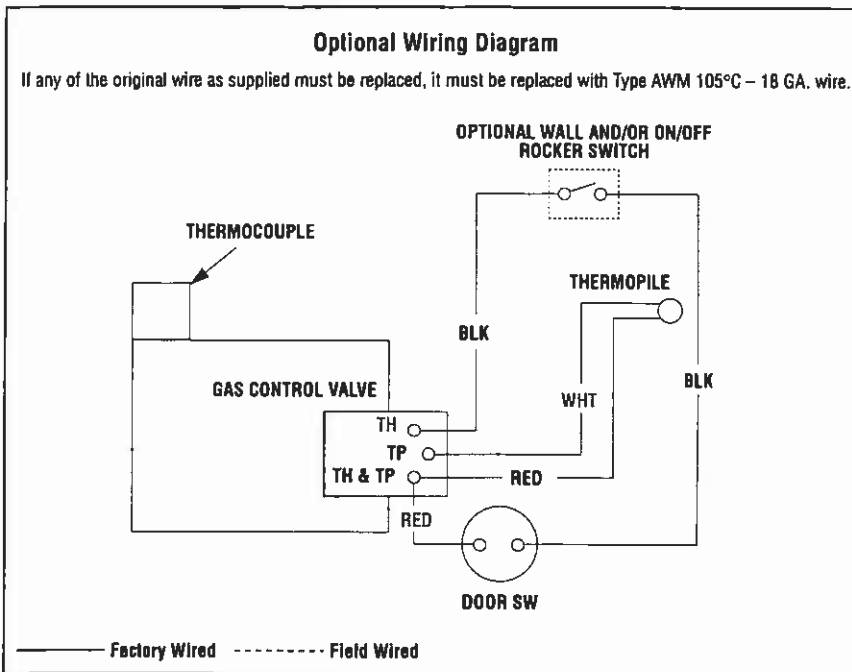 Optional Wiring Diagram
If any of the original wire as supplied must be replaced, it must be replaced with Type AWM 105°C – 18 GA. wire.
OPTIONAL WALL AND/OR ON/OFF
ROCKER SWITCH
THERMOCOUPLE
THERMOPILE
BLK
BLK
GAS CONTROL VALVE
WHT
TH
TP
TH & TP
RED
RED
DOOR SW
Factory Wired
Field Wired